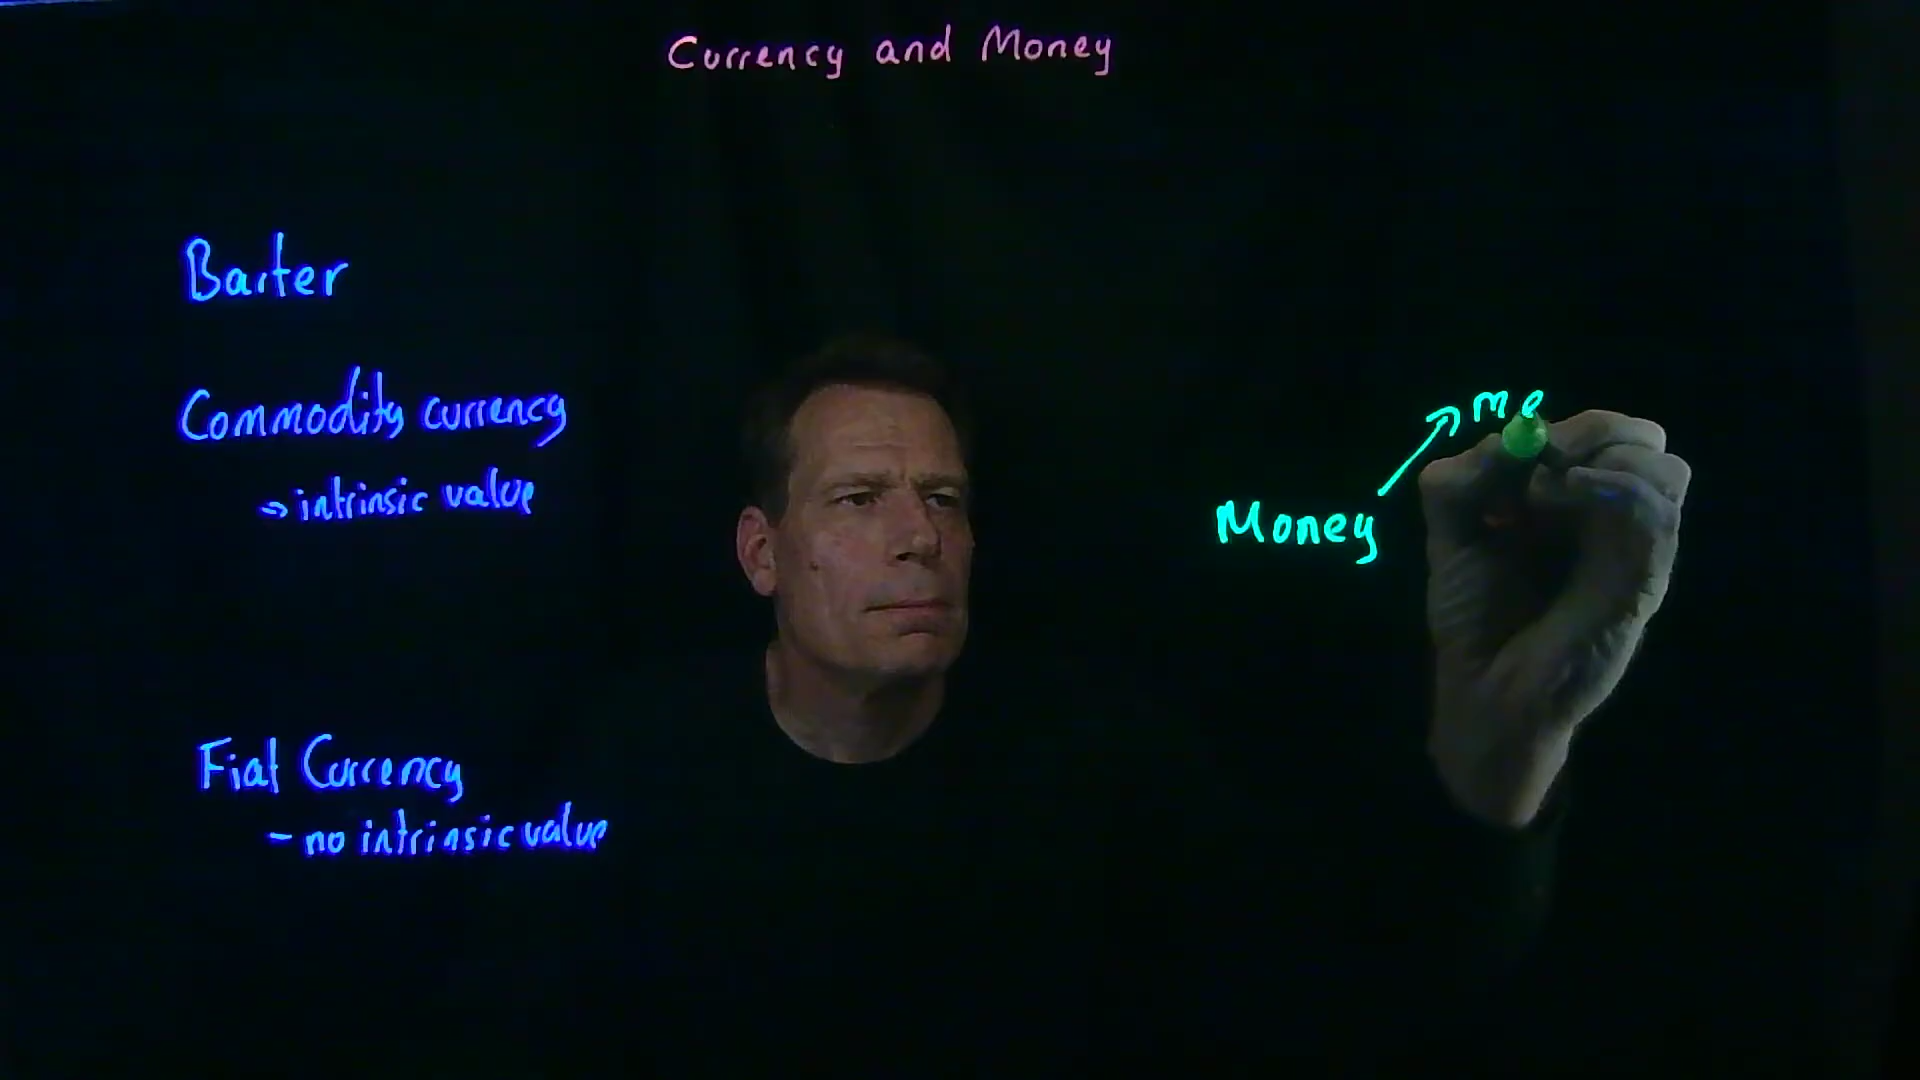 Currency and Money
Barter
Commodity currency
→ intrinsic value
Money
me
Fiat Currency
- no intrinsic value